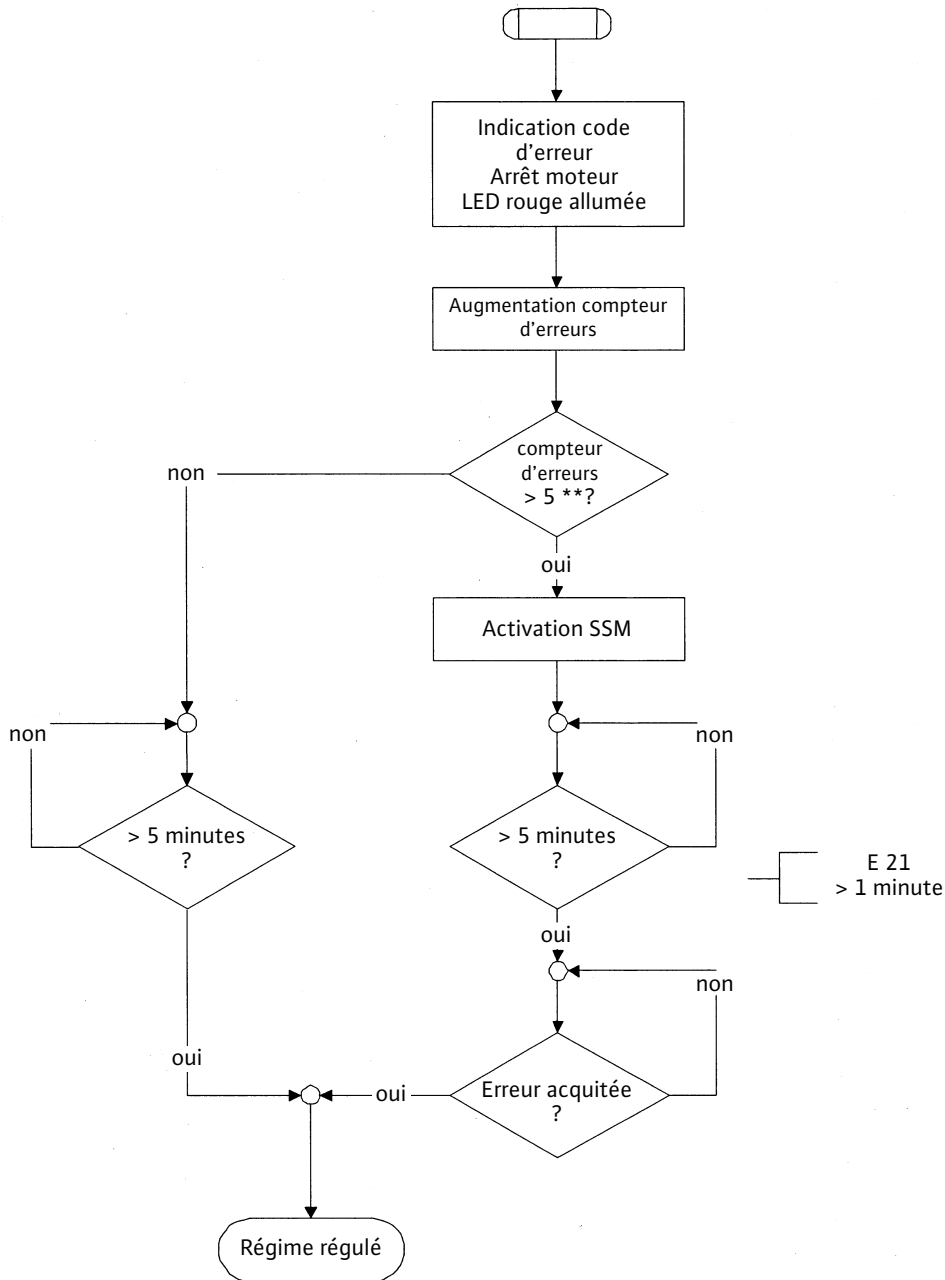 Indication code
d'erreur
Arrêt moteur
LED rouge allumée
Augmentation compteur
d'erreurs
compteur
d'erreurs
> 5 **?
non
oui
Activation SSM
non
non
> 5 minutes
?
> 5 minutes
?
E 21
> 1 minute
oui
non
oui
oui
Erreur acquitée
?
Régime régulé